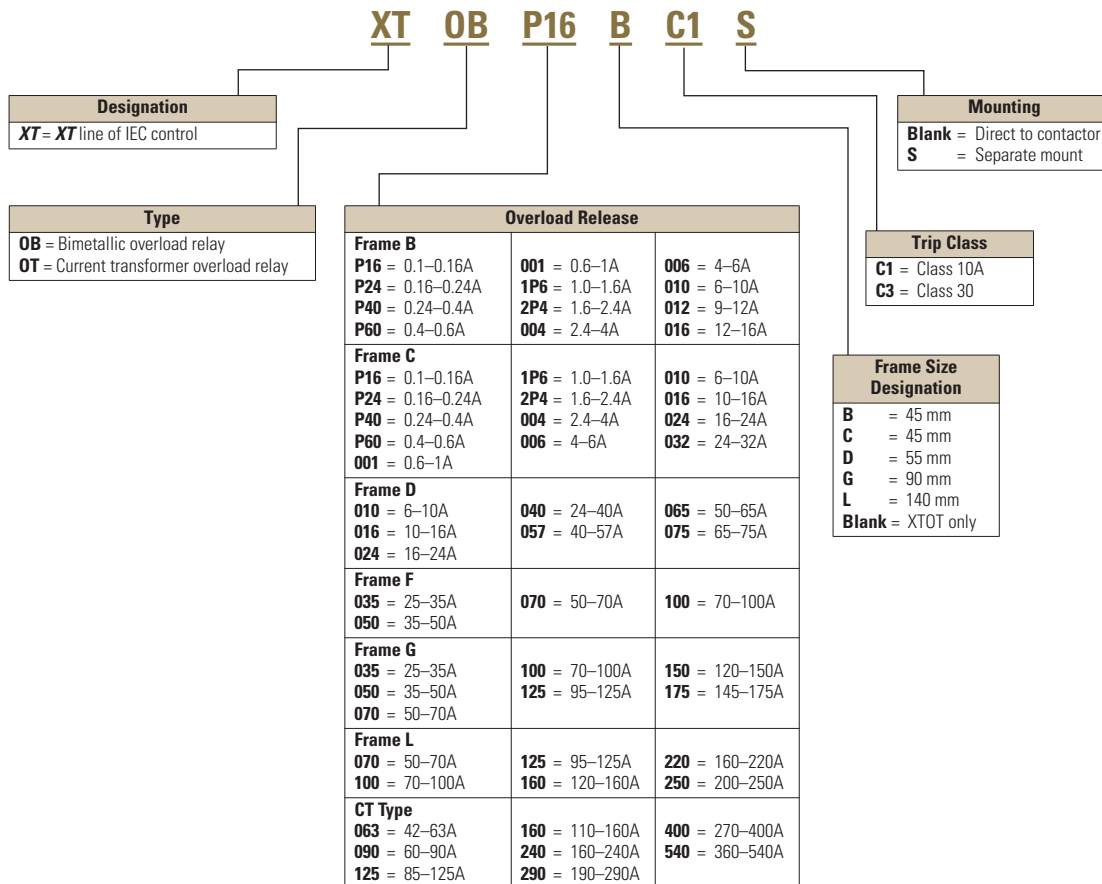 XT OB P16 B C1 S
Designation
XT = XT line of IEC control
Mounting
Blank = Direct to contactor
S = Separate mount
Type
OB = Bimetallic overload relay
OT = Current transformer overload relay
Overload Release
Frame B
P16 = 0.1–0.16A 001 = 0.6–1A 006 = 4–6A
P24 = 0.16–0.24A 1P6 = 1.0–1.6A 010 = 6–10A
P40 = 0.24–0.4A 2P4 = 1.6–2.4A 012 = 9–12A
P60 = 0.4–0.6A 004 = 2.4–4A 016 = 12–16A
Frame C
P16 = 0.1–0.16A 1P6 = 1.0–1.6A 010 = 6–10A
P24 = 0.16–0.24A 2P4 = 1.6–2.4A 016 = 10–16A
P40 = 0.24–0.4A 004 = 2.4–4A 024 = 16–24A
P60 = 0.4–0.6A 006 = 4–6A 032 = 24–32A
001 = 0.6–1A
Frame D
010 = 6–10A 040 = 24–40A 065 = 50–65A
016 = 10–16A 057 = 40–57A 075 = 65–75A
024 = 16–24A
Frame F
035 = 25–35A 070 = 50–70A 100 = 70–100A
050 = 35–50A
Frame G
035 = 25–35A 100 = 70–100A 150 = 120–150A
050 = 35–50A 125 = 95–125A 175 = 145–175A
070 = 50–70A
Frame L
070 = 50–70A 125 = 95–125A 220 = 160–220A
100 = 70–100A 160 = 120–160A 250 = 200–250A
CT Type
063 = 42–63A 160 = 110–160A 400 = 270–400A
090 = 60–90A 240 = 160–240A 540 = 360–540A
125 = 85–125A 290 = 190–290A
Trip Class
C1 = Class 10A
C3 = Class 30
Frame Size
Designation
B = 45 mm
C = 45 mm
D = 55 mm
G = 90 mm
L = 140 mm
Blank = XTOT only